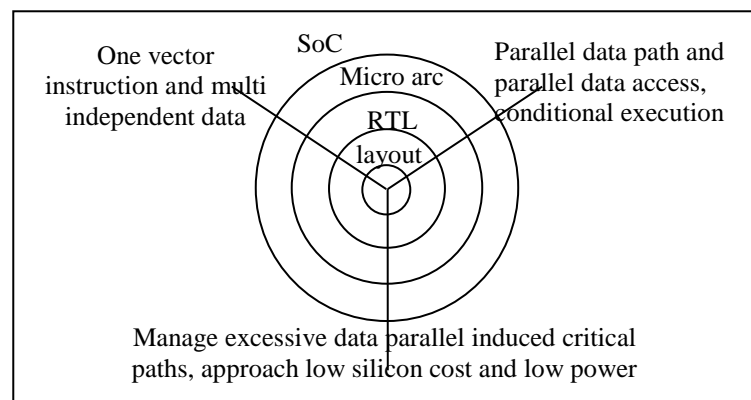 SoC
One vector
instruction and multi
independent data
Parallel data path and
parallel data access,
conditional execution
Micro arc
RTL
layout
Manage excessive data parallel induced critical
paths, approach low silicon cost and low power